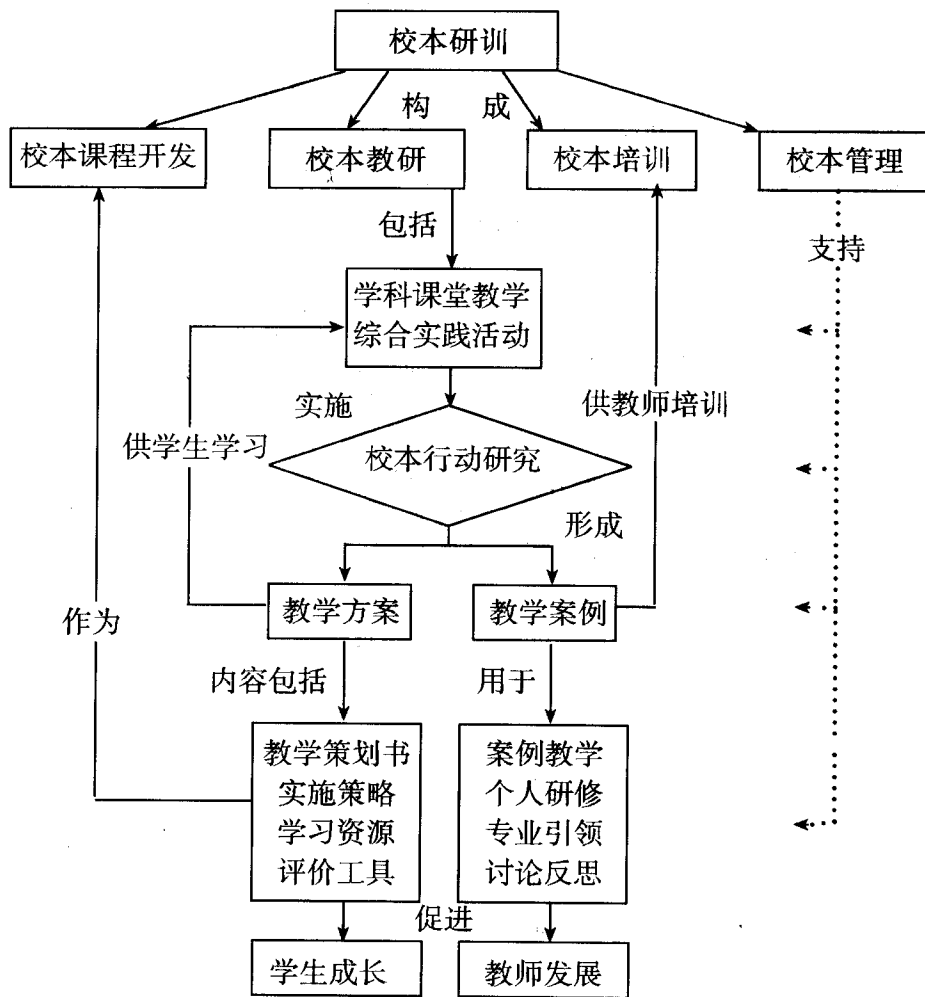 校本研训
构 成
校本课程开发
校本教研
校本培训
校本管理
包括
支持
学科课堂教学
综合实践活动
实施
供教师培训
供学生学习
校本行动研究
形成
教学方案
教学案例
作为
内容包括
用于
教学策划书
实施策略
学习资源
评价工具
案例教学
个人研修
专业引领
讨论反思
促进
学生成长
教师发展